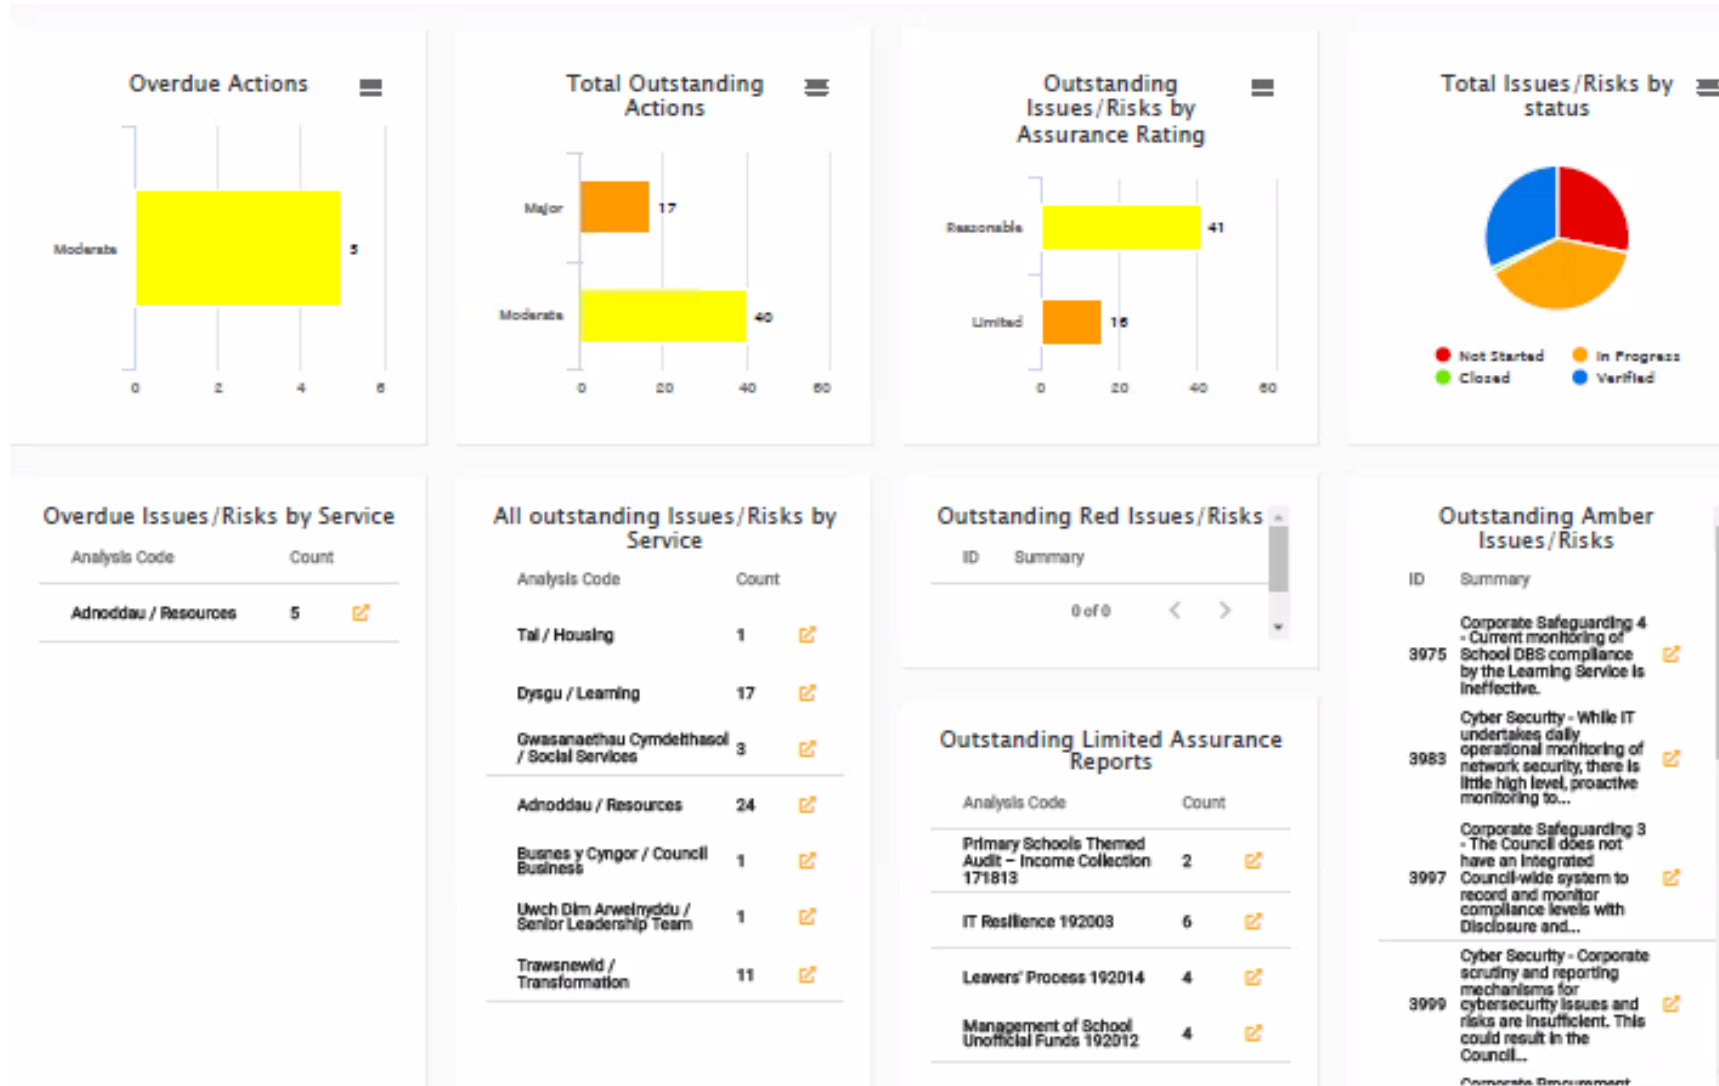 Overdue Actions
Moderate
5
0 2 4 6
Total Outstanding
Actions
Major
17
Moderate
40
0 20 40 60
Outstanding
Issues/Risks by
Assurance Rating
Reasonable
41
Limited
16
0 20 40 60
Total Issues/Risks by
status
Not Started
In Progress
Closed
Verified
Overdue Issues/Risks by Service
Analysis Code Count
Adnoddau / Resources 5
All outstanding Issues/Risks by
Service
Analysis Code Count
Tai / Housing 1
Dysgu / Learning 17
Gwasanaethau Cymdeithasol
/ Social Services 3
Adnoddau / Resources 24
Busnes y Cyngor / Council
Business 1
Uwch Dim Arweinyddu /
Senior Leadership Team 1
Trawsnewid /
Transformation 11
Outstanding Red Issues/Risks
ID Summary
0 of 0
Outstanding Limited Assurance
Reports
Analysis Code Count
Primary Schools Themed
Audit – Income Collection 2
171813
IT Resilience 192003 6
Leavers' Process 192014 4
Management of School
Unofficial Funds 192012 4
Outstanding Amber
Issues/Risks
ID Summary
Corporate Safeguarding 4
- Current monitoring of
3975 School DBS compliance
by the Learning Service is
ineffective.
Cyber Security - While IT
undertakes daily
operational monitoring of
3983 network security, there is
little high level, proactive
monitoring to...
Corporate Safeguarding 3
- The Council does not
have an integrated
3997 Council-wide system to
record and monitor
compliance levels with
Disclosure and...
Cyber Security - Corporate
scrutiny and reporting
mechanisms for
3999 cybersecurity issues and
risks are insufficient. This
could result in the
Council...
Corporate Procurement